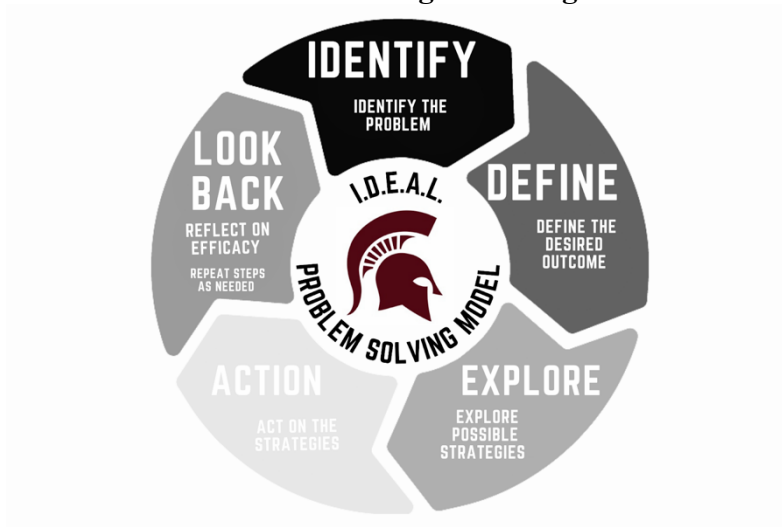 IDENTIFY
IDENTIFY THE
PROBLEM
DEFINE
DEFINE THE
DESIRED
OUTCOME
EXPLORE
EXPLORE
POSSIBLE
STRATEGIES
ACTION
ACT ON THE
STRATEGIES
LOOK
BACK
REFLECT ON
EFFICACY
REPEAT STEPS
AS NEEDED
I.D.E.A.L.
PROBLEM SOLVING MODEL